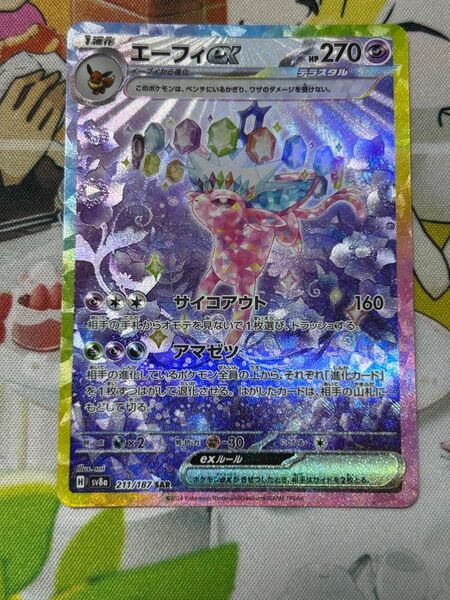 1進化
エーフィex
HP 270
イーブイから進化
テラスタル
このポケモンは、ベンチにいるかぎり、ワザのダメージを受けない。
サイコアウト 160
相手の手札からオモテを見ないで1枚選び、トラッシュする。
アマゼツ
相手の進化しているポケモン全員の上から、それぞれ「進化カード」
を1枚ずつはがして退化させる。はがしたカードは、相手の山札に
もどして切る。
×2
-30
exルール
ポケモンexがきぜつしたとき、相手はサイドを2枚とる。
H sv8a 211/187 SAR
©2024 Pokémon/Nintendo/Creatures/GAME FREAK